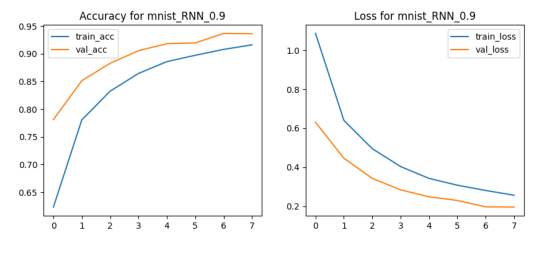 Accuracy for mnist_RNN_0.9
0.95
0.90
0.85
0.80
0.75
0.70
0.65
train_acc
val_acc
0 1 2 3 4 5 6 7
Loss for mnist_RNN_0.9
1.0
0.8
0.6
0.4
0.2
train_loss
val_loss
0 1 2 3 4 5 6 7